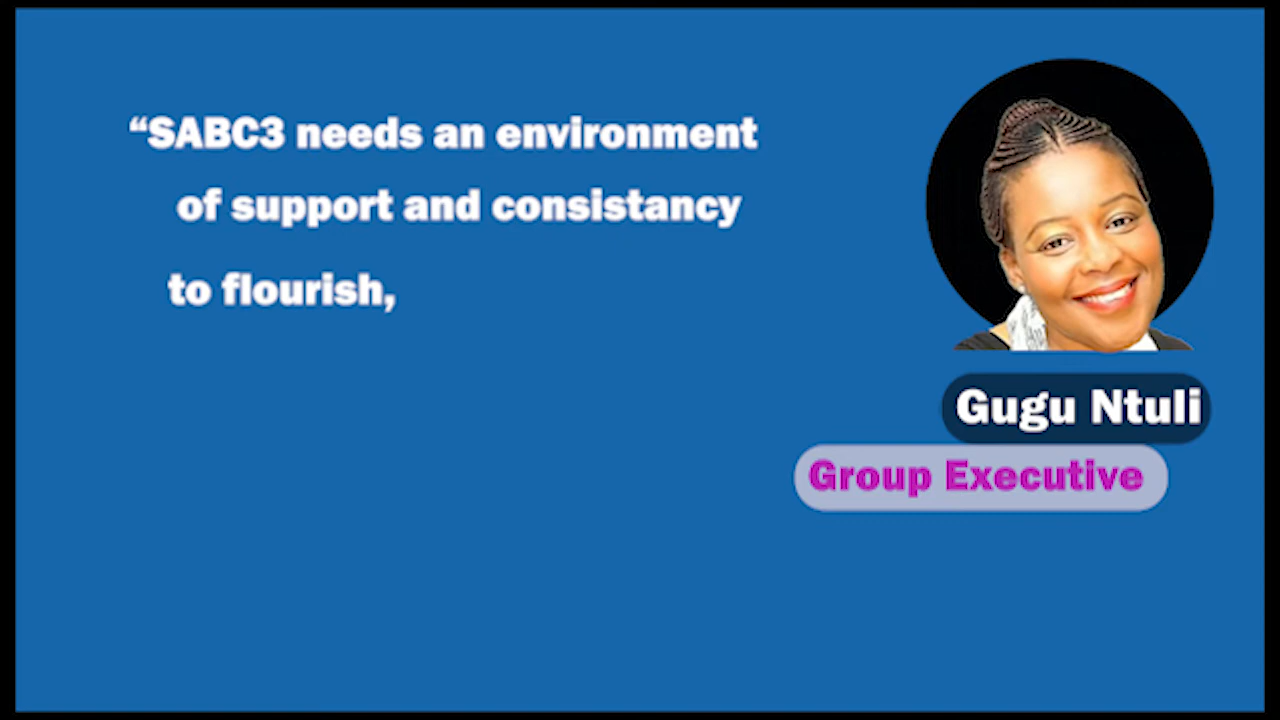 “SABC3 needs an environment
of support and consistancy
to flourish,
Gugu Ntuli
Group Executive